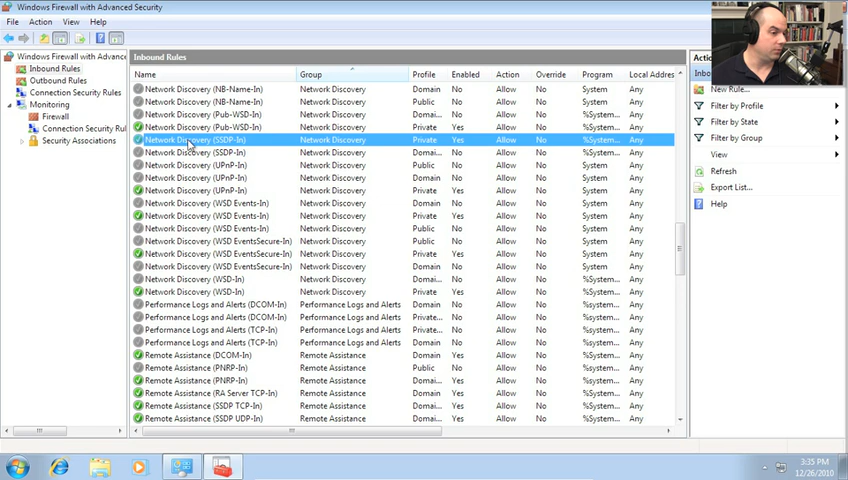 Windows Firewall with Advanced Security
File Action View Help
Windows Firewall with Advance
Inbound Rules
Outbound Rules
Connection Security Rules
Monitoring
Firewall
Connection Security Rul
Security Associations
Inbound Rules
Name Group Profile Enabled Action Override Program Local Addres
Network Discovery (NB-Name-In) Network Discovery Domain No Allow No System Any
Network Discovery (NB-Name-In) Network Discovery Public No Allow No System Any
Network Discovery (Pub-WSD-In) Network Discovery Domai... No Allow No %System... Any
Network Discovery (Pub-WSD-In) Network Discovery Private Yes Allow No %System... Any
Network Discovery (SSDP-In) Network Discovery Private Yes Allow No %System... Any
Network Discovery (SSDP-In) Network Discovery Domai... No Allow No %System... Any
Network Discovery (UPnP-In) Network Discovery Public No Allow No System Any
Network Discovery (UPnP-In) Network Discovery Domain No Allow No System Any
Network Discovery (UPnP-In) Network Discovery Private Yes Allow No System Any
Network Discovery (WSD Events-In) Network Discovery Domain No Allow No System Any
Network Discovery (WSD Events-In) Network Discovery Private Yes Allow No System Any
Network Discovery (WSD Events-In) Network Discovery Public No Allow No System Any
Network Discovery (WSD EventsSecure-In) Network Discovery Public No Allow No System Any
Network Discovery (WSD EventsSecure-In) Network Discovery Private Yes Allow No System Any
Network Discovery (WSD EventsSecure-In) Network Discovery Domain No Allow No System Any
Network Discovery (WSD-In) Network Discovery Domai... No Allow No %System... Any
Network Discovery (WSD-In) Network Discovery Private Yes Allow No %System... Any
Performance Logs and Alerts (DCOM-In) Performance Logs and Alerts Domain No Allow No %System... Any
Performance Logs and Alerts (DCOM-In) Performance Logs and Alerts Private... No Allow No %System... Any
Performance Logs and Alerts (TCP-In) Performance Logs and Alerts Private... No Allow No %System... Any
Performance Logs and Alerts (TCP-In) Performance Logs and Alerts Domain No Allow No %System... Any
Remote Assistance (DCOM-In) Remote Assistance Domain Yes Allow No %System... Any
Remote Assistance (PNRP-In) Remote Assistance Public No Allow No %System... Any
Remote Assistance (PNRP-In) Remote Assistance Domai... Yes Allow No %System... Any
Remote Assistance (RA Server TCP-In) Remote Assistance Domain Yes Allow No %System... Any
Remote Assistance (SSDP TCP-In) Remote Assistance Domai... Yes Allow No System Any
Remote Assistance (SSDP UDP-In) Remote Assistance Domai... Yes Allow No %System... Any
Actio
Inbou
New Rule...
Filter by Profile
Filter by State
Filter by Group
View
Refresh
Export List...
Help
3:35 PM
12/26/2010